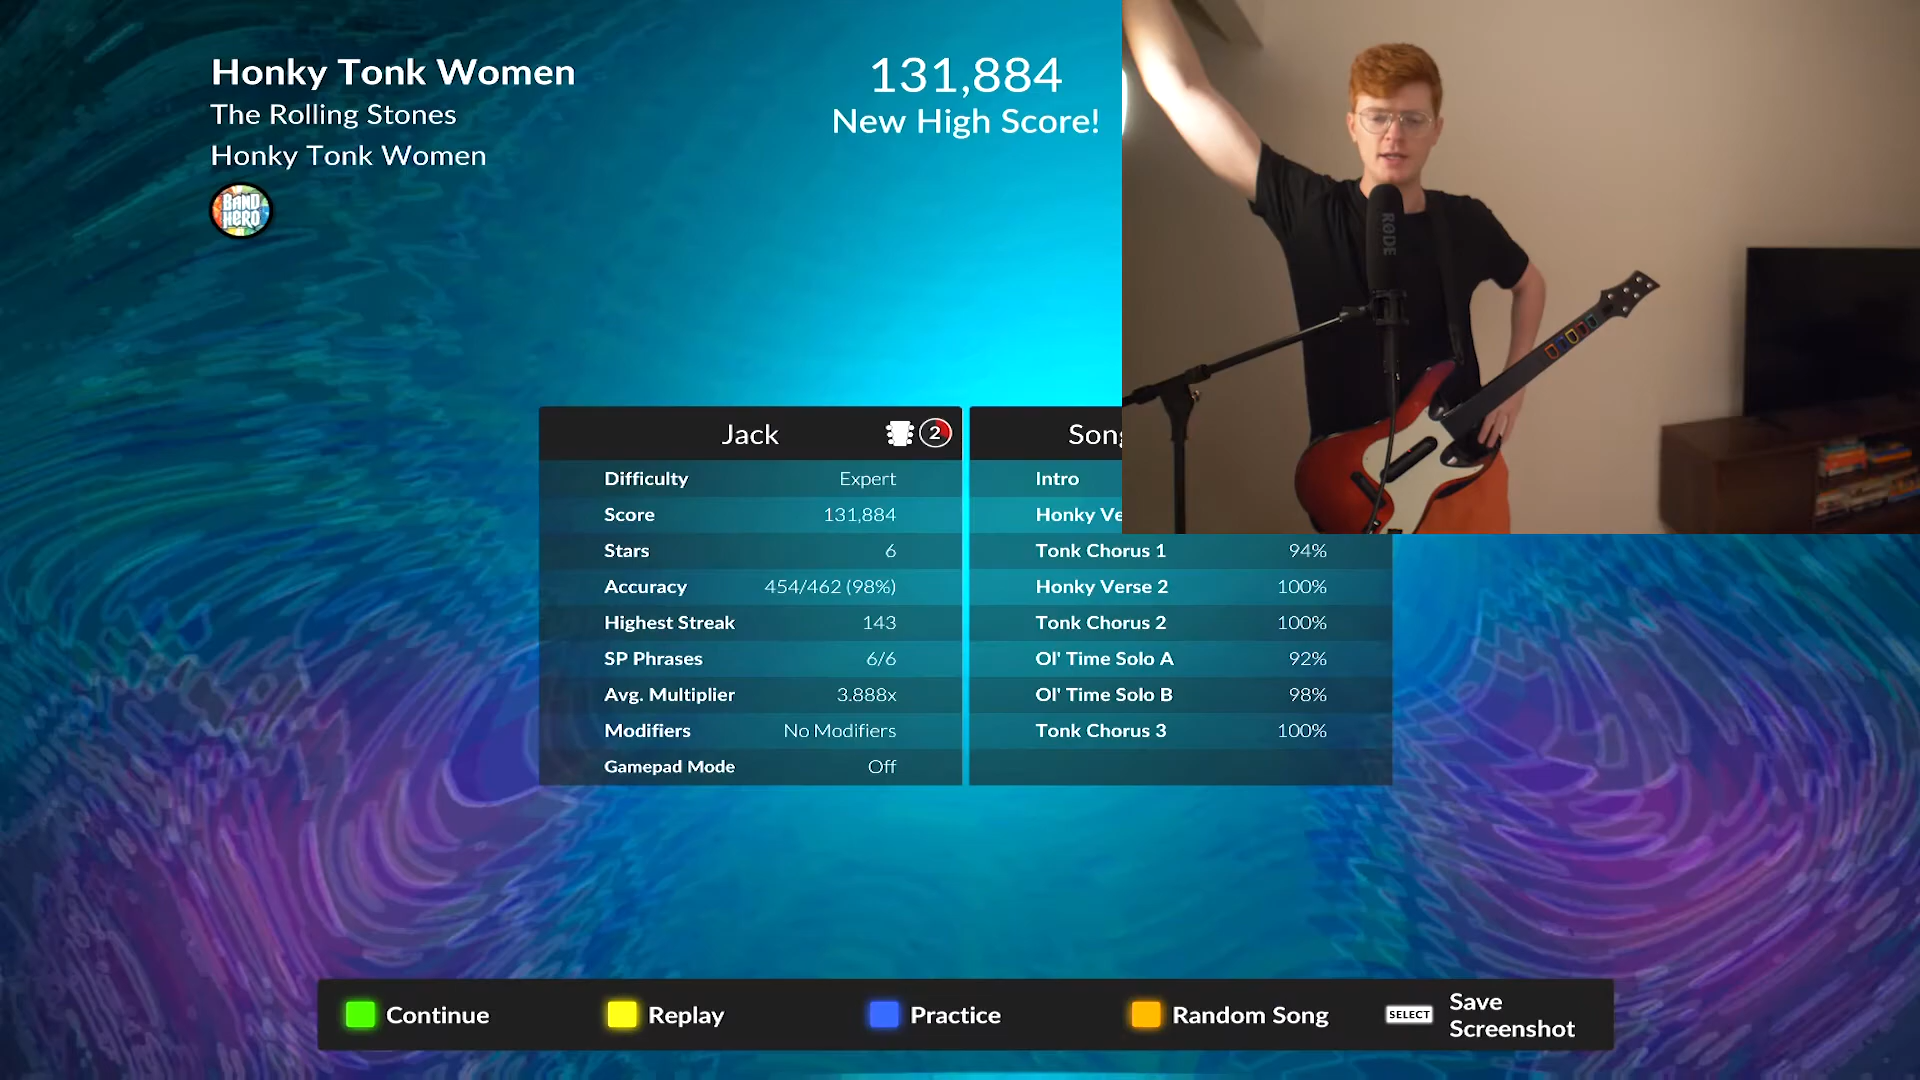 Honky Tonk Women
The Rolling Stones
Honky Tonk Women
BAND
HERO
131,884
New High Score!
RØDE
Jack
2
Difficulty Expert
Score 131,884
Stars 6
Accuracy 454/462 (98%)
Highest Streak 143
SP Phrases 6/6
Avg. Multiplier 3.888x
Modifiers No Modifiers
Gamepad Mode Off
Intro
Honky
Tonk Chorus 1 94%
Honky Verse 2 100%
Tonk Chorus 2 100%
Ol' Time Solo A 92%
Ol' Time Solo B 98%
Tonk Chorus 3 100%
Continue
Replay
Practice
Random Song
SELECT
Save
Screenshot